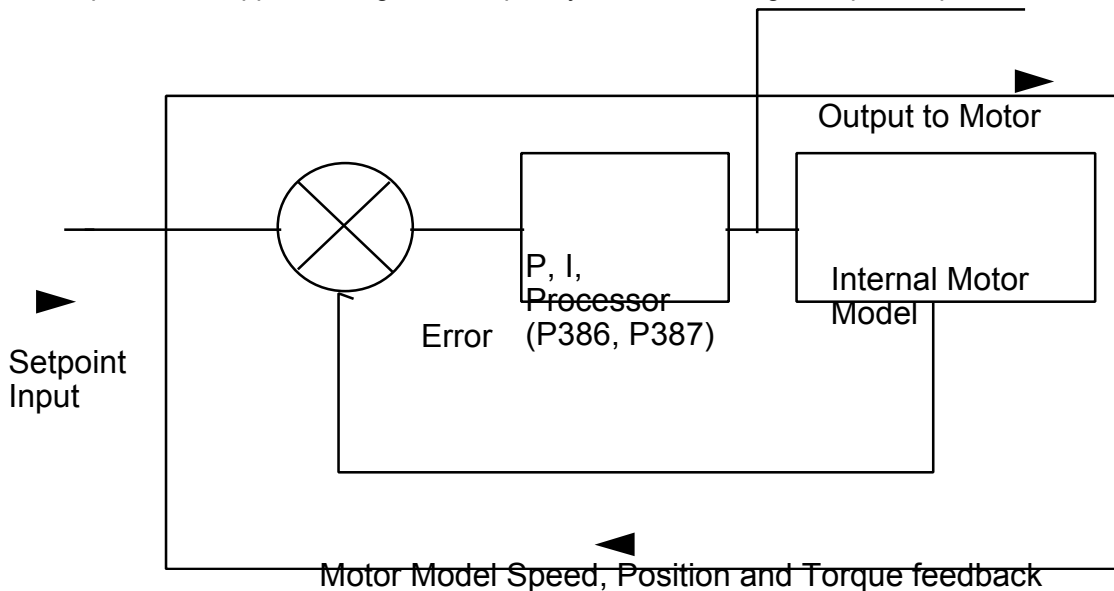 Output to Motor
P, I,
Processor
(P386, P387)
Internal Motor
Model
Error
Setpoint
Input
Motor Model Speed, Position and Torque feedback